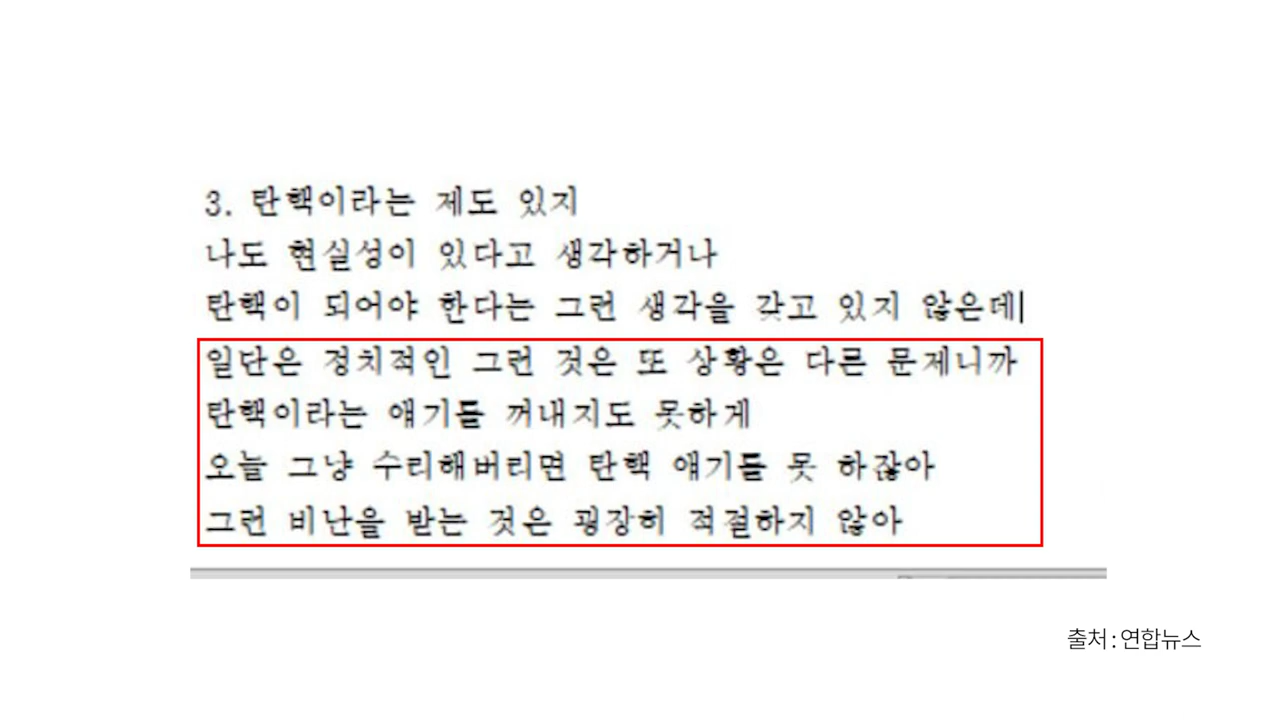 3. 탄핵이라는 제도 있지
나도 현실성이 있다고 생각하거나
탄핵이 되어야 한다는 그런 생각을 갖고 있지 않은데
일단은 정치적인 그런 것은 또 상황은 다른 문제니까
탄핵이라는 얘기를 꺼내지도 못하게
오늘 그냥 수리해버리면 탄핵 얘기를 못 하잖아
그런 비난을 받는 것은 굉장히 적절하지 않아
출처 : 연합뉴스